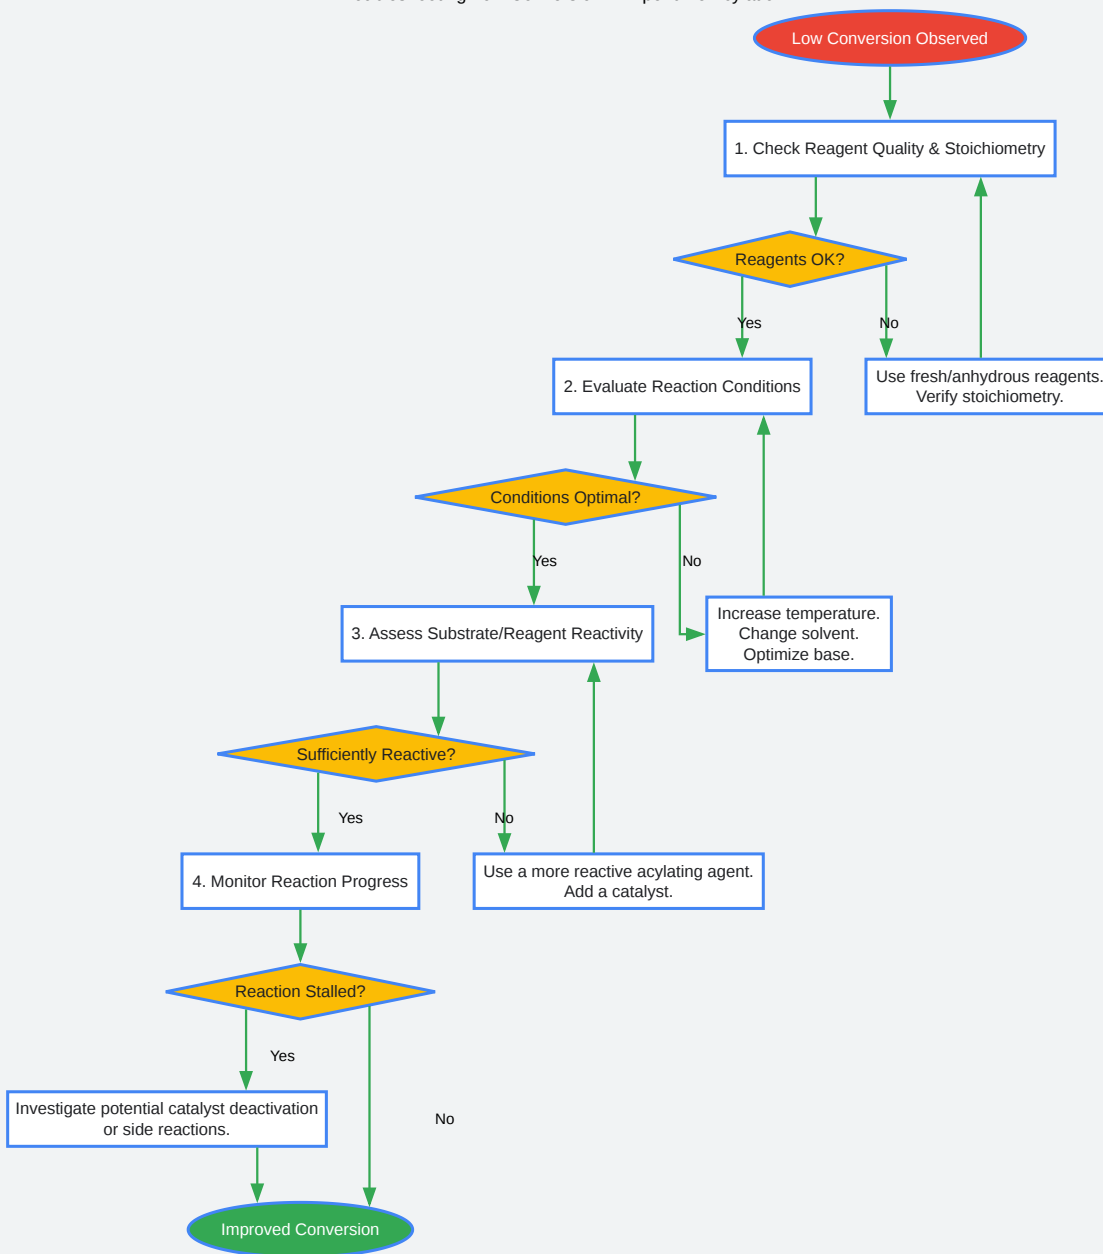 Low Conversion Observed
1. Check Reagent Quality & Stoichiometry
Reagents OK?
Yes
No
2. Evaluate Reaction Conditions
Use fresh/anhydrous reagents.
Verify stoichiometry.
Conditions Optimal?
Yes
No
3. Assess Substrate/Reagent Reactivity
Increase temperature.
Change solvent.
Optimize base.
Sufficiently Reactive?
Yes
No
4. Monitor Reaction Progress
Use a more reactive acylating agent.
Add a catalyst.
Reaction Stalled?
Yes
No
Investigate potential catalyst deactivation
or side reactions.
Improved Conversion